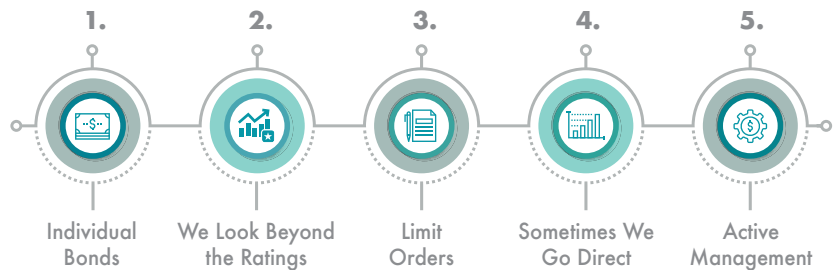 1.
2.
3.
4.
5.
$
$
Individual
Bonds
We Look Beyond
the Ratings
Limit
Orders
Sometimes We
Go Direct
Active
Management